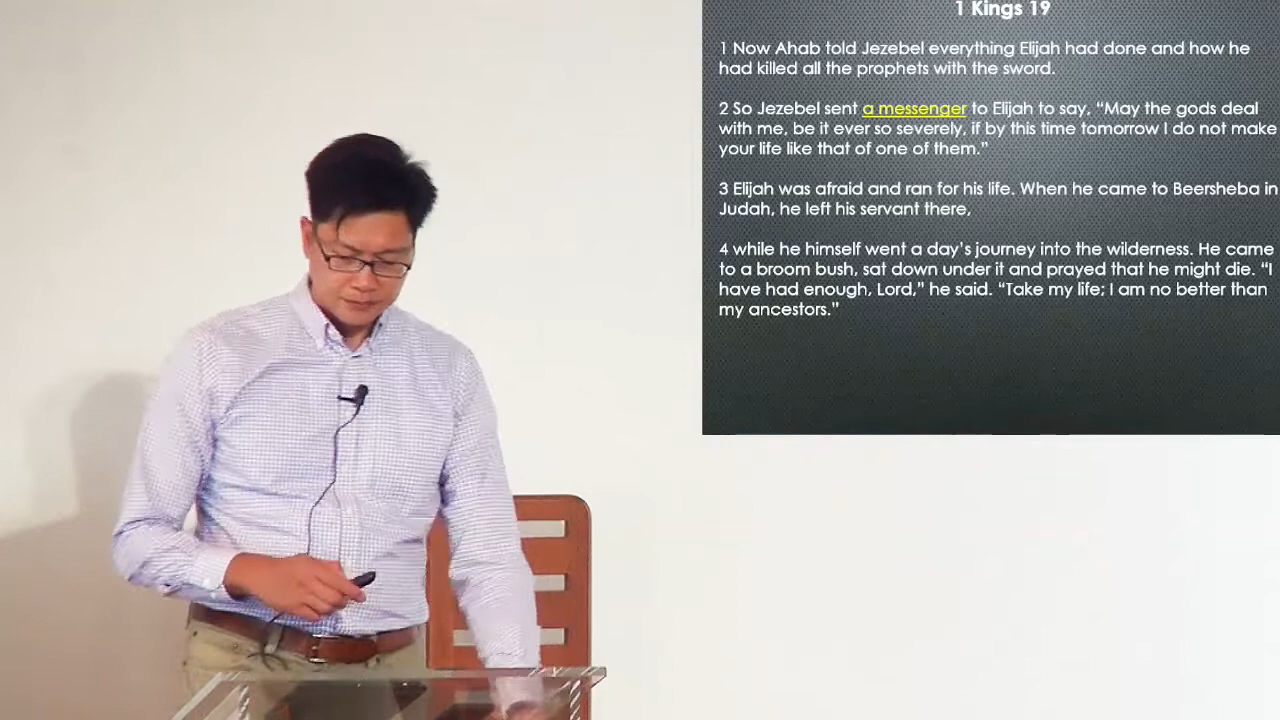 1 Kings 19
1 Now Ahab told Jezebel everything Elijah had done and how he
had killed all the prophets with the sword.
2 So Jezebel sent a messenger to Elijah to say, “May the gods deal
with me, be it ever so severely, if by this time tomorrow I do not make
your life like that of one of them.”
3 Elijah was afraid and ran for his life. When he came to Beersheba in
Judah, he left his servant there,
4 while he himself went a day’s journey into the wilderness. He came
to a broom bush, sat down under it and prayed that he might die. “I
have had enough, Lord,” he said. “Take my life; I am no better than
my ancestors.”